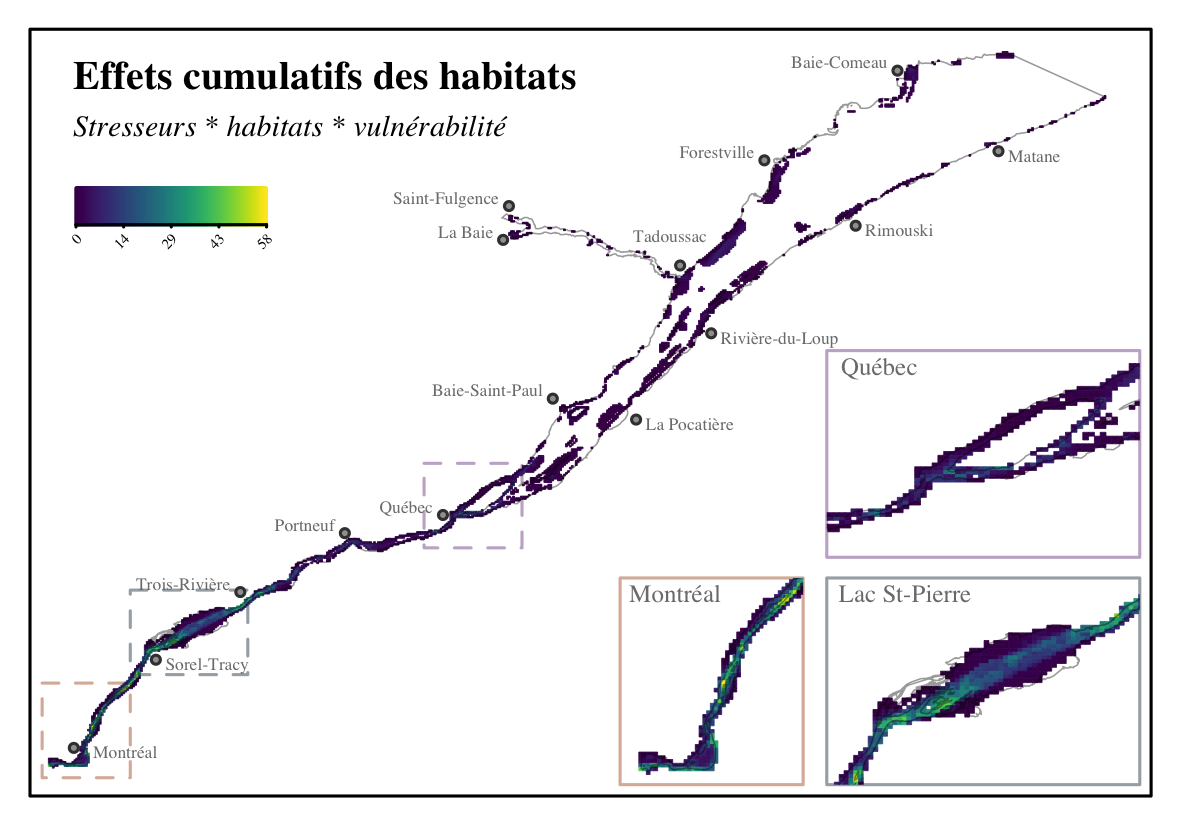 Effets cumulatifs des habitats
Stresseurs * habitats * vulnérabilité
0 14 29 43 58
Baie-Comeau
Forestville
Matane
Saint-Fulgence
La Baie
Tadoussac
Rimouski
Rivière-du-Loup
Baie-Saint-Paul
La Pocatière
Québec
Portneuf
Trois-Rivière
Sorel-Tracy
Montréal
Québec
Montréal
Lac St-Pierre